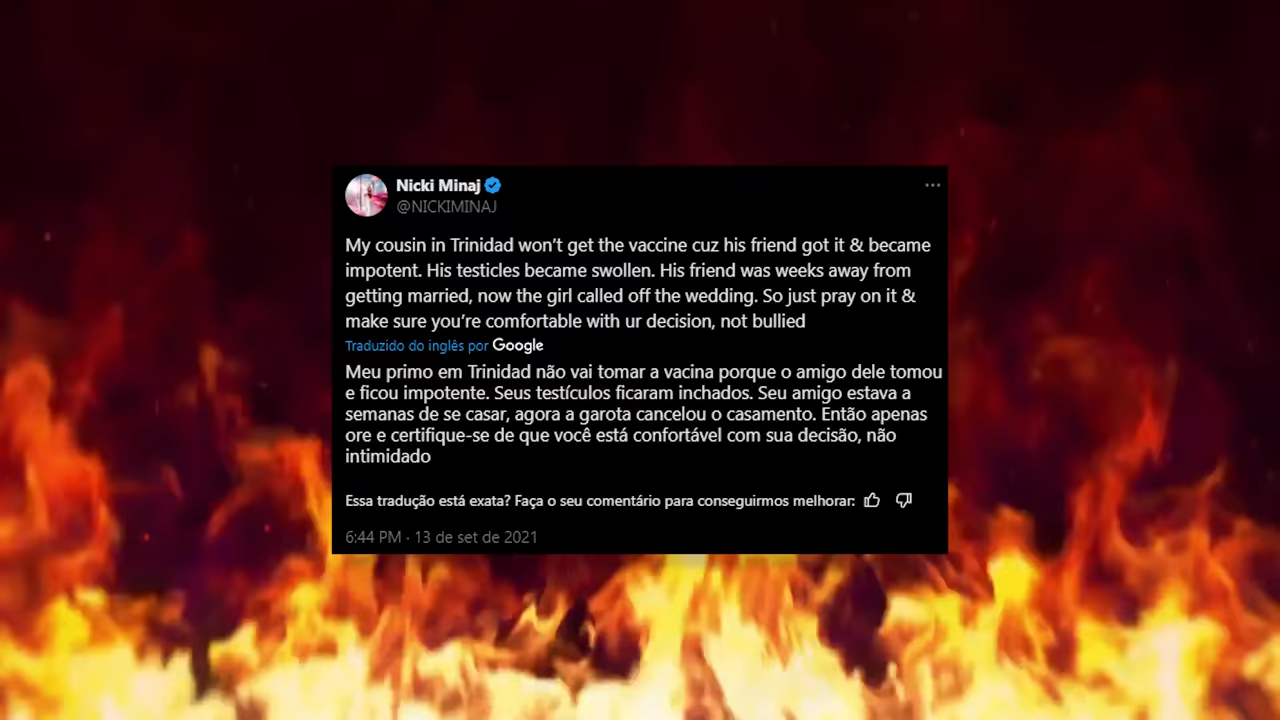 Nicki Minaj
@NICKIMINAJ
My cousin in Trinidad won't get the vaccine cuz his friend got it & became
impotent. His testicles became swollen. His friend was weeks away from
getting married, now the girl called off the wedding. So just pray on it &
make sure you're comfortable with ur decision, not bullied
Traduzido do inglês por Google
Meu primo em Trinidad não vai tomar a vacina porque o amigo dele tomou
e ficou impotente. Seus testículos ficaram inchados. Seu amigo estava a
semanas de se casar, agora a garota cancelou o casamento. Então apenas
ore e certifique-se de que você está confortável com sua decisão, não
intimidado
Essa tradução está exata? Faça o seu comentário para conseguirmos melhorar:
6:44 PM · 13 de set de 2021